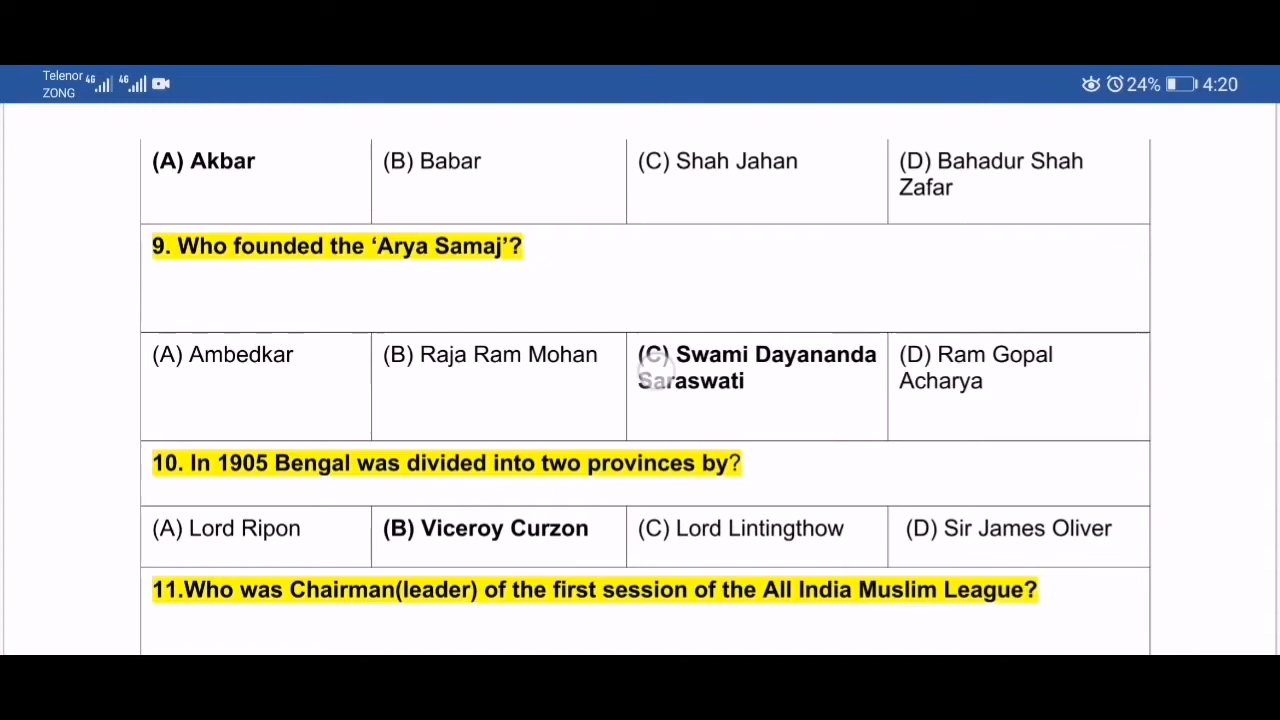 Telenor 4G 4G
ZONG
24% 4:20
(A) Akbar (B) Babar (C) Shah Jahan (D) Bahadur Shah
Zafar
9. Who founded the ‘Arya Samaj’?
(A) Ambedkar (B) Raja Ram Mohan (C) Swami Dayananda (D) Ram Gopal
Saraswati Acharya
10. In 1905 Bengal was divided into two provinces by?
(A) Lord Ripon (B) Viceroy Curzon (C) Lord Lintingthow (D) Sir James Oliver
11.Who was Chairman(leader) of the first session of the All India Muslim League?